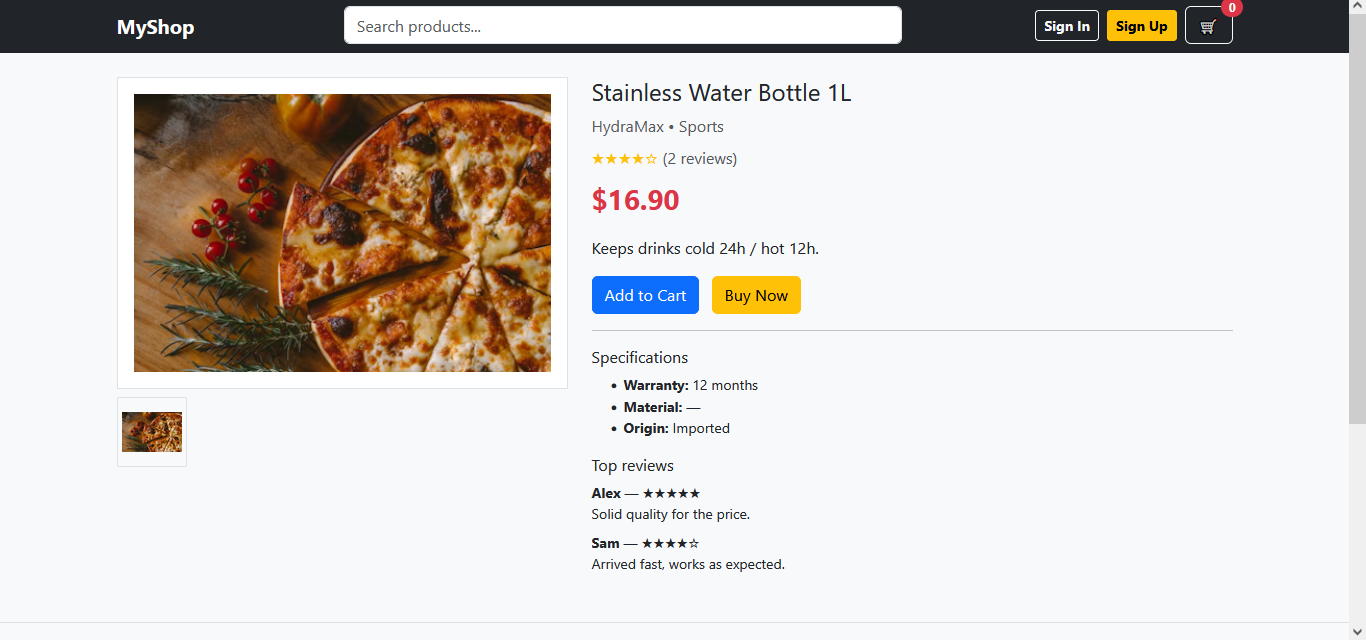 MyShop
Search products...
Sign In
Sign Up
0
Stainless Water Bottle 1L
HydraMax • Sports
★★★★☆ (2 reviews)
$16.90
Keeps drinks cold 24h / hot 12h.
Add to Cart
Buy Now
Specifications
• Warranty: 12 months
• Material: —
• Origin: Imported
Top reviews
Alex — ★★★★★
Solid quality for the price.
Sam — ★★★★☆
Arrived fast, works as expected.